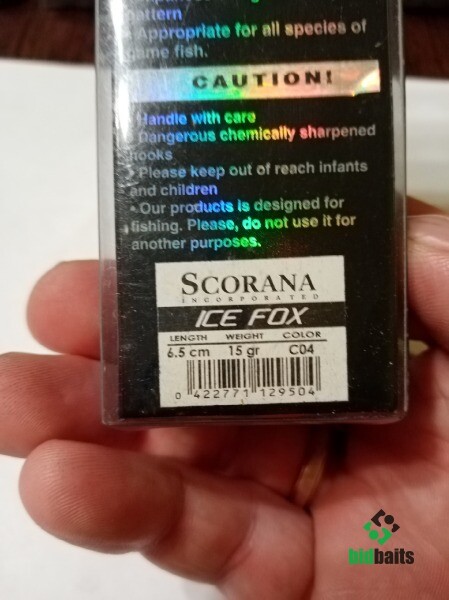 pattern
• Appropriate for all species of
game fish.
CAUTION!
Handle with care
• Dangerous chemically sharpened
hooks
• Please keep out of reach infants
and children
• Our products is designed for
fishing. Please, do not use it for
another purposes.
SCORANA
INCORPORATED
ICE FOX
LENGTH WEIGHT COLOR
6.5 cm 15 gr C04
0 422771 129504
bidbaits